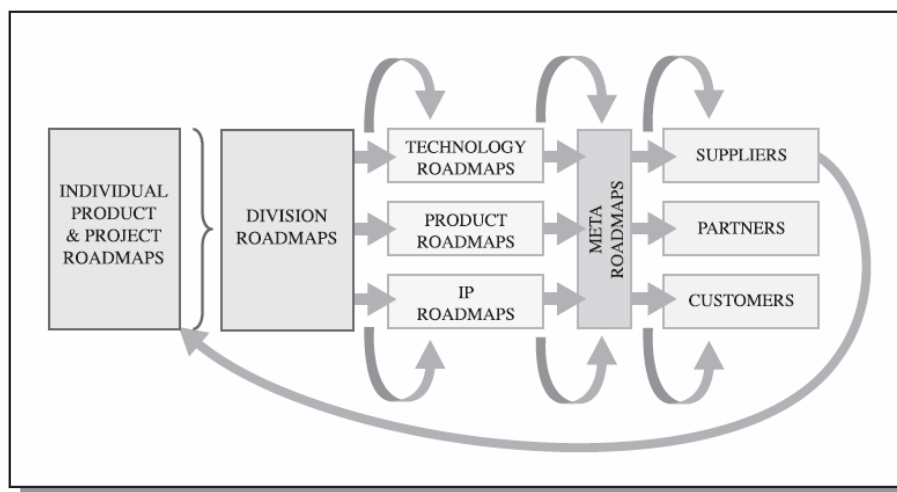 INDIVIDUAL
PRODUCT
& PROJECT
ROADMAPS
DIVISION
ROADMAPS
TECHNOLOGY
ROADMAPS
PRODUCT
ROADMAPS
IP
ROADMAPS
META
ROADMAPS
SUPPLIERS
PARTNERS
CUSTOMERS